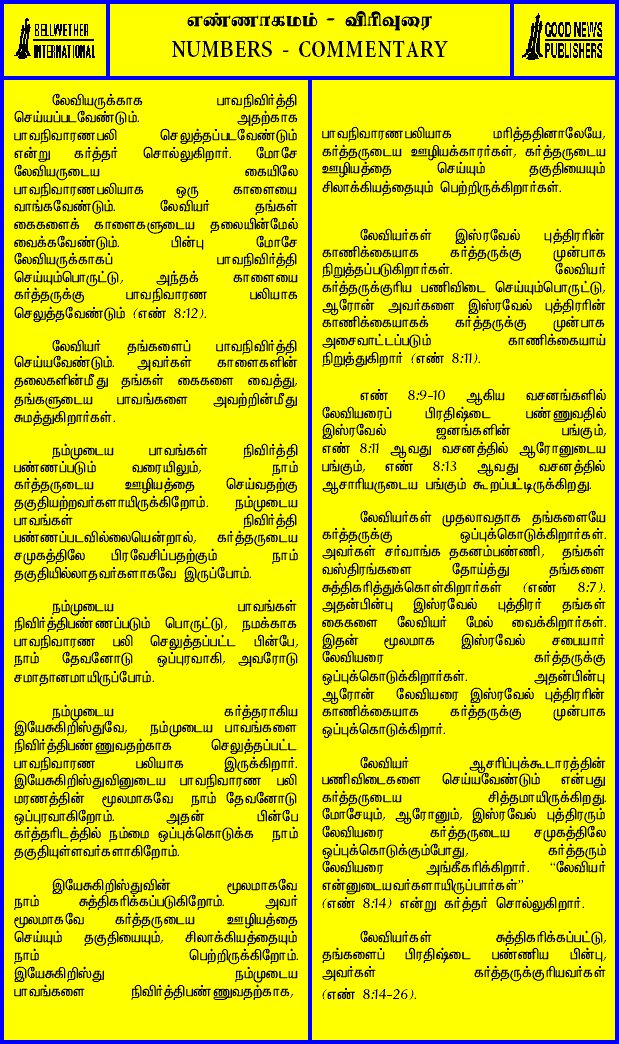 BELLWETHER
INTERNATIONAL
எண்ணாகமம் - விரிவுரை
NUMBERS - COMMENTARY
GOOD NEWS
PUBLISHERS
லேவியருக்காக பாவநிவிர்த்தி
செய்யப்படவேண்டும். அதற்காக
பாவநிவாரணபலி செலுத்தப்படவேண்டும்
என்று கர்த்தர் சொல்லுகிறார். மோசே
லேவியருடைய கையிலே
பாவநிவாரணபலியாக ஒரு காளையை
வாங்கவேண்டும். லேவியர் தங்கள்
கைகளைக் காளைகளுடைய தலையின்மேல்
வைக்கவேண்டும். பின்பு மோசே
லேவியருக்காகப் பாவநிவிர்த்தி
செய்யும்பொருட்டு, அந்தக் காளையை
கர்த்தருக்கு பாவநிவாரண பலியாக
செலுத்தவேண்டும் (எண் 8:12).
லேவியர் தங்களைப் பாவநிவிர்த்தி
செய்யவேண்டும். அவர்கள் காளைகளின்
தலைகளின்மீது தங்கள் கைகளை வைத்து,
தங்களுடைய பாவங்களை அவற்றின்மீது
சுமத்துகிறார்கள்.
நம்முடைய பாவங்கள் நிவிர்த்தி
பண்ணப்படும் வரையிலும், நாம்
கர்த்தருடைய ஊழியத்தை செய்வதற்கு
தகுதியற்றவர்களாயிருக்கிறோம். நம்முடைய
பாவங்கள் நிவிர்த்தி
பண்ணப்படவில்லையென்றால், கர்த்தருடைய
சமுகத்திலே பிரவேசிப்பதற்கும் நாம்
தகுதியில்லாதவர்களாகவே இருப்போம்.
நம்முடைய பாவங்கள்
நிவிர்த்திபண்ணப்படும் பொருட்டு, நமக்காக
பாவநிவாரண பலி செலுத்தப்பட்ட பின்பே,
நாம் தேவனோடு ஒப்புரவாகி, அவரோடு
சமாதானமாயிருப்போம்.
நம்முடைய கர்த்தராகிய
இயேசுகிறிஸ்துவே, நம்முடைய பாவங்களை
நிவிர்த்திபண்ணுவதற்காக செலுத்தப்பட்ட
பாவநிவாரண பலியாக இருக்கிறார்.
இயேசுகிறிஸ்துவினுடைய பாவநிவாரண பலி
மரணத்தின் மூலமாகவே நாம் தேவனோடு
ஒப்புரவாகிறோம். அதன் பின்பே
கர்த்தரிடத்தில் நம்மை ஒப்புக்கொடுக்க நாம்
தகுதியுள்ளவர்களாகிறோம்.
இயேசுகிறிஸ்துவின் மூலமாகவே
நாம் சுத்திகரிக்கப்படுகிறோம். அவர்
மூலமாகவே கர்த்தருடைய ஊழியத்தை
செய்யும் தகுதியையும், சிலாக்கியத்தையும்
நாம் பெற்றிருக்கிறோம்.
இயேசுகிறிஸ்து நம்முடைய
பாவங்களை நிவிர்த்திபண்ணுவதற்காக,
பாவநிவாரணபலியாக மரித்ததினாலேயே,
கர்த்தருடைய ஊழியக்காரர்கள், கர்த்தருடைய
ஊழியத்தை செய்யும் தகுதியையும்
சிலாக்கியத்தையும் பெற்றிருக்கிறார்கள்.
லேவியர்கள் இஸ்ரவேல் புத்திரரின்
காணிக்கையாக கர்த்தருக்கு முன்பாக
நிறுத்தப்படுகிறார்கள். லேவியர்
கர்த்தருக்குரிய பணிவிடை செய்யும்பொருட்டு,
ஆரோன் அவர்களை இஸ்ரவேல் புத்திரரின்
காணிக்கையாகக் கர்த்தருக்கு முன்பாக
அசைவாட்டப்படும் காணிக்கையாய்
நிறுத்துகிறார் (எண் 8:11).
எண் 8:9-10 ஆகிய வசனங்களில்
லேவியரைப் பிரதிஷ்டை பண்ணுவதில்
இஸ்ரவேல் ஜனங்களின் பங்கும்,
எண் 8:11 ஆவது வசனத்தில் ஆரோனுடைய
பங்கும், எண் 8:13 ஆவது வசனத்தில்
ஆசாரியருடைய பங்கும் கூறப்பட்டிருக்கிறது.
லேவியர்கள் முதலாவதாக தங்களையே
கர்த்தருக்கு ஒப்புக்கொடுக்கிறார்கள்.
அவர்கள் சர்வாங்க தகனம்பண்ணி, தங்கள்
வஸ்திரங்களை தோய்த்து தங்களை
சுத்திகரித்துக்கொள்கிறார்கள் (எண் 8:7).
அதன்பின்பு இஸ்ரவேல் புத்திரர் தங்கள்
கைகளை லேவியர் மேல் வைக்கிறார்கள்.
இதன் மூலமாக இஸ்ரவேல் சபையார்
லேவியரை கர்த்தருக்கு
ஒப்புக்கொடுக்கிறார்கள். அதன்பின்பு
ஆரோன் லேவியரை இஸ்ரவேல் புத்திரரின்
காணிக்கையாக கர்த்தருக்கு முன்பாக
ஒப்புக்கொடுக்கிறார்.
லேவியர் ஆசரிப்புக்கூடாரத்தின்
பணிவிடைகளை செய்யவேண்டும் என்பது
கர்த்தருடைய சித்தமாயிருக்கிறது.
மோசேயும், ஆரோனும், இஸ்ரவேல் புத்திரரும்
லேவியரை கர்த்தருடைய சமுகத்திலே
ஒப்புக்கொடுக்கும்போது, கர்த்தரும்
லேவியரை அங்கீகரிக்கிறார். “லேவியர்
என்னுடையவர்களாயிருப்பார்கள்”
(எண் 8:14) என்று கர்த்தர் சொல்லுகிறார்.
லேவியர்கள் சுத்திகரிக்கப்பட்டு,
தங்களைப் பிரதிஷ்டை பண்ணிய பின்பு,
அவர்கள் கர்த்தருக்குரியவர்கள்
(எண் 8:14-26).